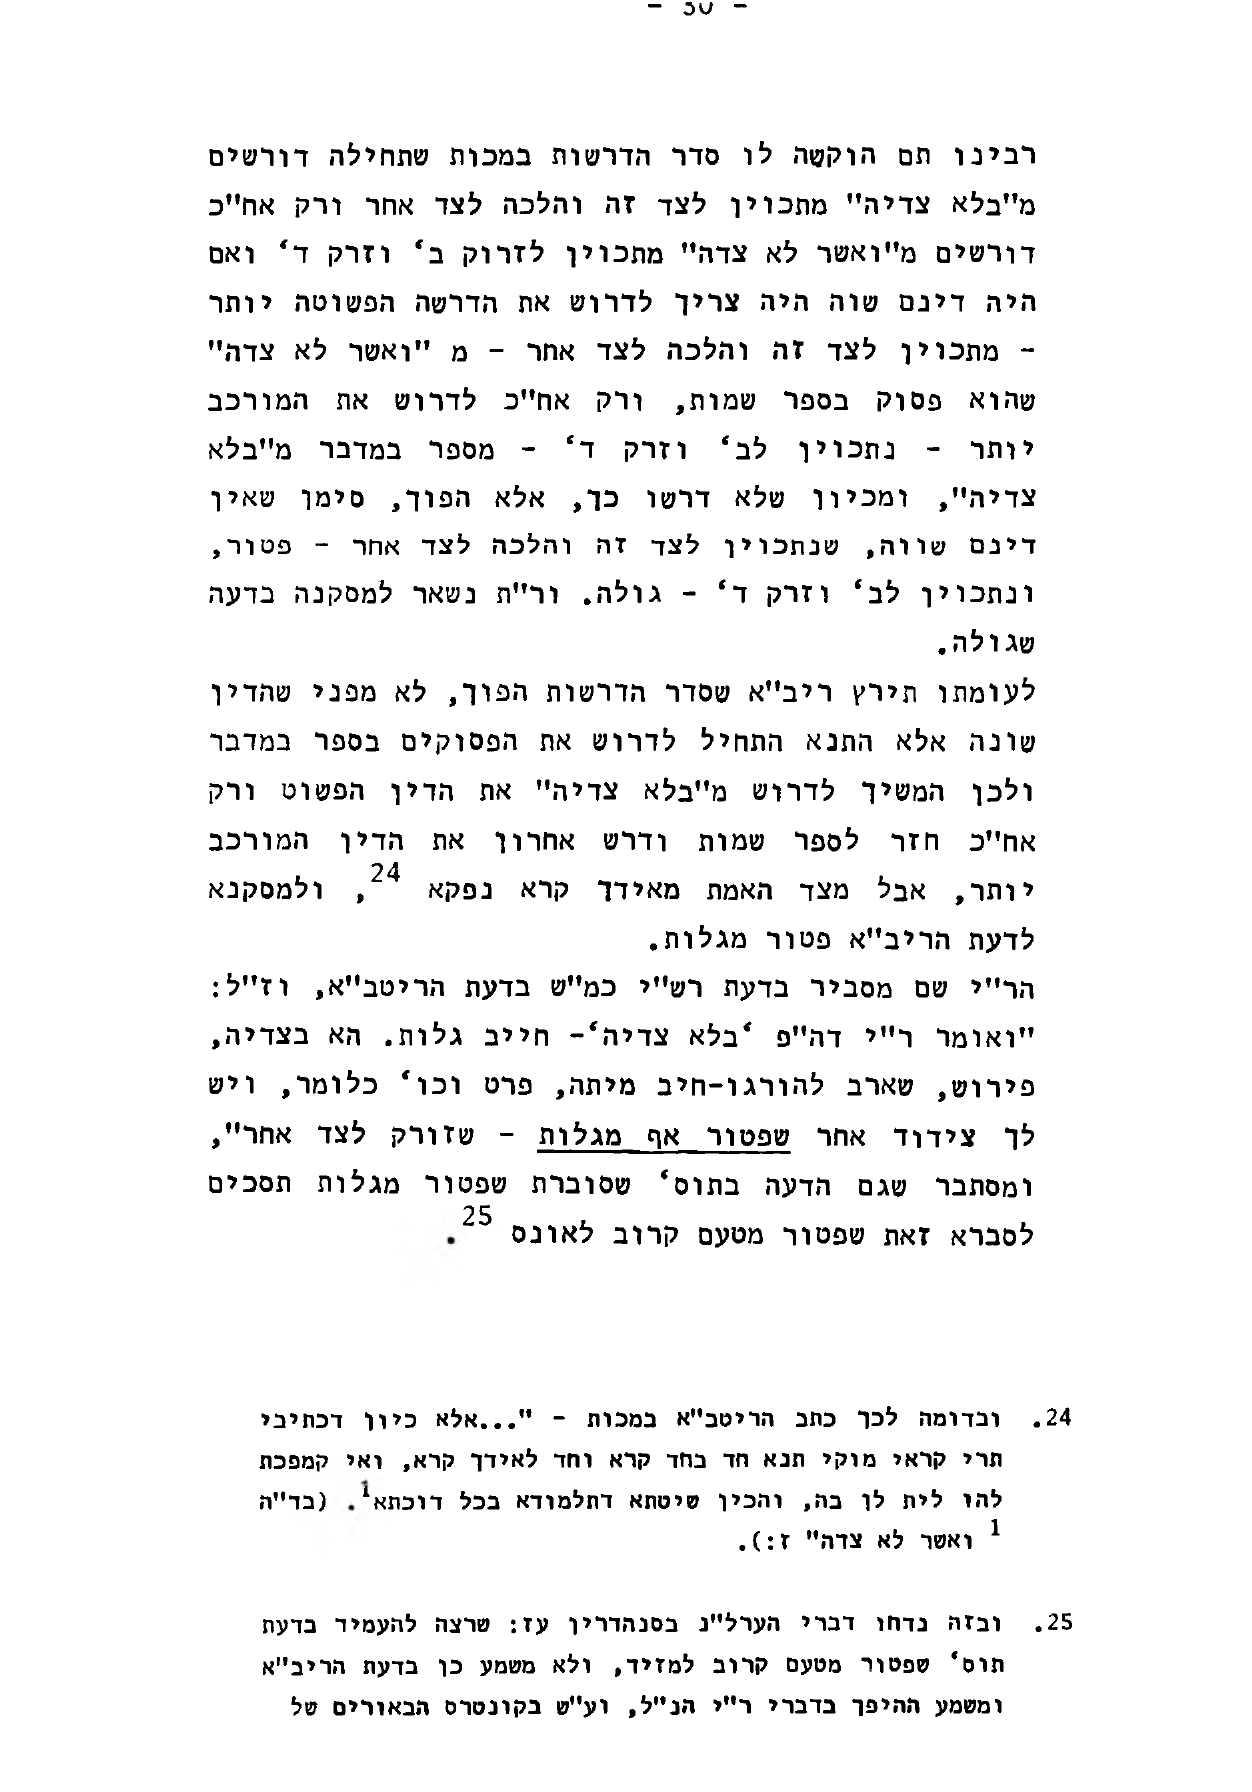 - 30 -
רבינו תם הוקשה לו סדר הדרשות במכות שתחילה דורשים
מ"בלא צדיה" מתכוין לצד זה והלכה לצד אחר ורק אח"כ
דורשים מ"ואשר לא צדה" מתכוין לזרוק ב' וזרק ד' ואם
היה דינם שוה היה צריך לדרוש את הדרשה הפשוטה יותר
- מתכוין לצד זה והלכה לצד אחר - מ "ואשר לא צדה"
שהוא פסוק בספר שמות, ורק אח"כ לדרוש את המורכב
יותר - נתכוין לב' וזרק ד' - מספר במדבר מ"בלא
צדיה", ומכיון שלא דרשו כך, אלא הפוך, סימן שאין
דינם שווה, שנתכוין לצד זה והלכה לצד אחר - פטור,
ונתכוין לב' וזרק ד' - גולה. ור"ת נשאר למסקנה בדעה
שגולה.
לעומתו תירץ ריב"א שסדר הדרשות הפוך, לא מפני שהדין
שונה אלא התנא התחיל לדרוש את הפסוקים בספר במדבר
ולכן המשיך לדרוש מ"בלא צדיה" את הדין הפשוט ורק
אח"כ חזר לספר שמות ודרש אחרון את הדין המורכב
יותר, אבל מצד האמת מאידך קרא נפקא 24, ולמסקנא
לדעת הריב"א פטור מגלות.
הר"י שם מסביר בדעת רש"י כמ"ש בדעת הריטב"א, וז"ל:
"ואומר ר"י דה"פ 'בלא צדיה'- חייב גלות. הא בצדיה,
פירוש, שארב להורגו-חיב מיתה, פרט וכו' כלומר, ויש
לך צידוד אחר שפטור אף מגלות - שזורק לצד אחר",
ומסתבר שגם הדעה בתוס' שסוברת שפטור מגלות תסכים
לסברא זאת שפטור מטעם קרוב לאונס 25.
24. ובדומה לכך כתב הריטב"א במכות - "...אלא כיון דכתיבי
תרי קראי מוקי תנא חד בחד קרא וחד לאידך קרא, ואי קמפכת
להו לית לן בה, והכין שיטתא דתלמודא בכל דוכתא1. (בד"ה
1 ואשר לא צדה" ז:).
25. ובזה נדחו דברי הערל"נ בסנהדרין עז: שרצה להעמיד בדעת
תוס' שפטור מטעם קרוב למזיד, ולא משמע כן בדעת הריב"א
ומשמע ההיפך בדברי ר"י הנ"ל, וע"ש בקונטרס הבאורים של